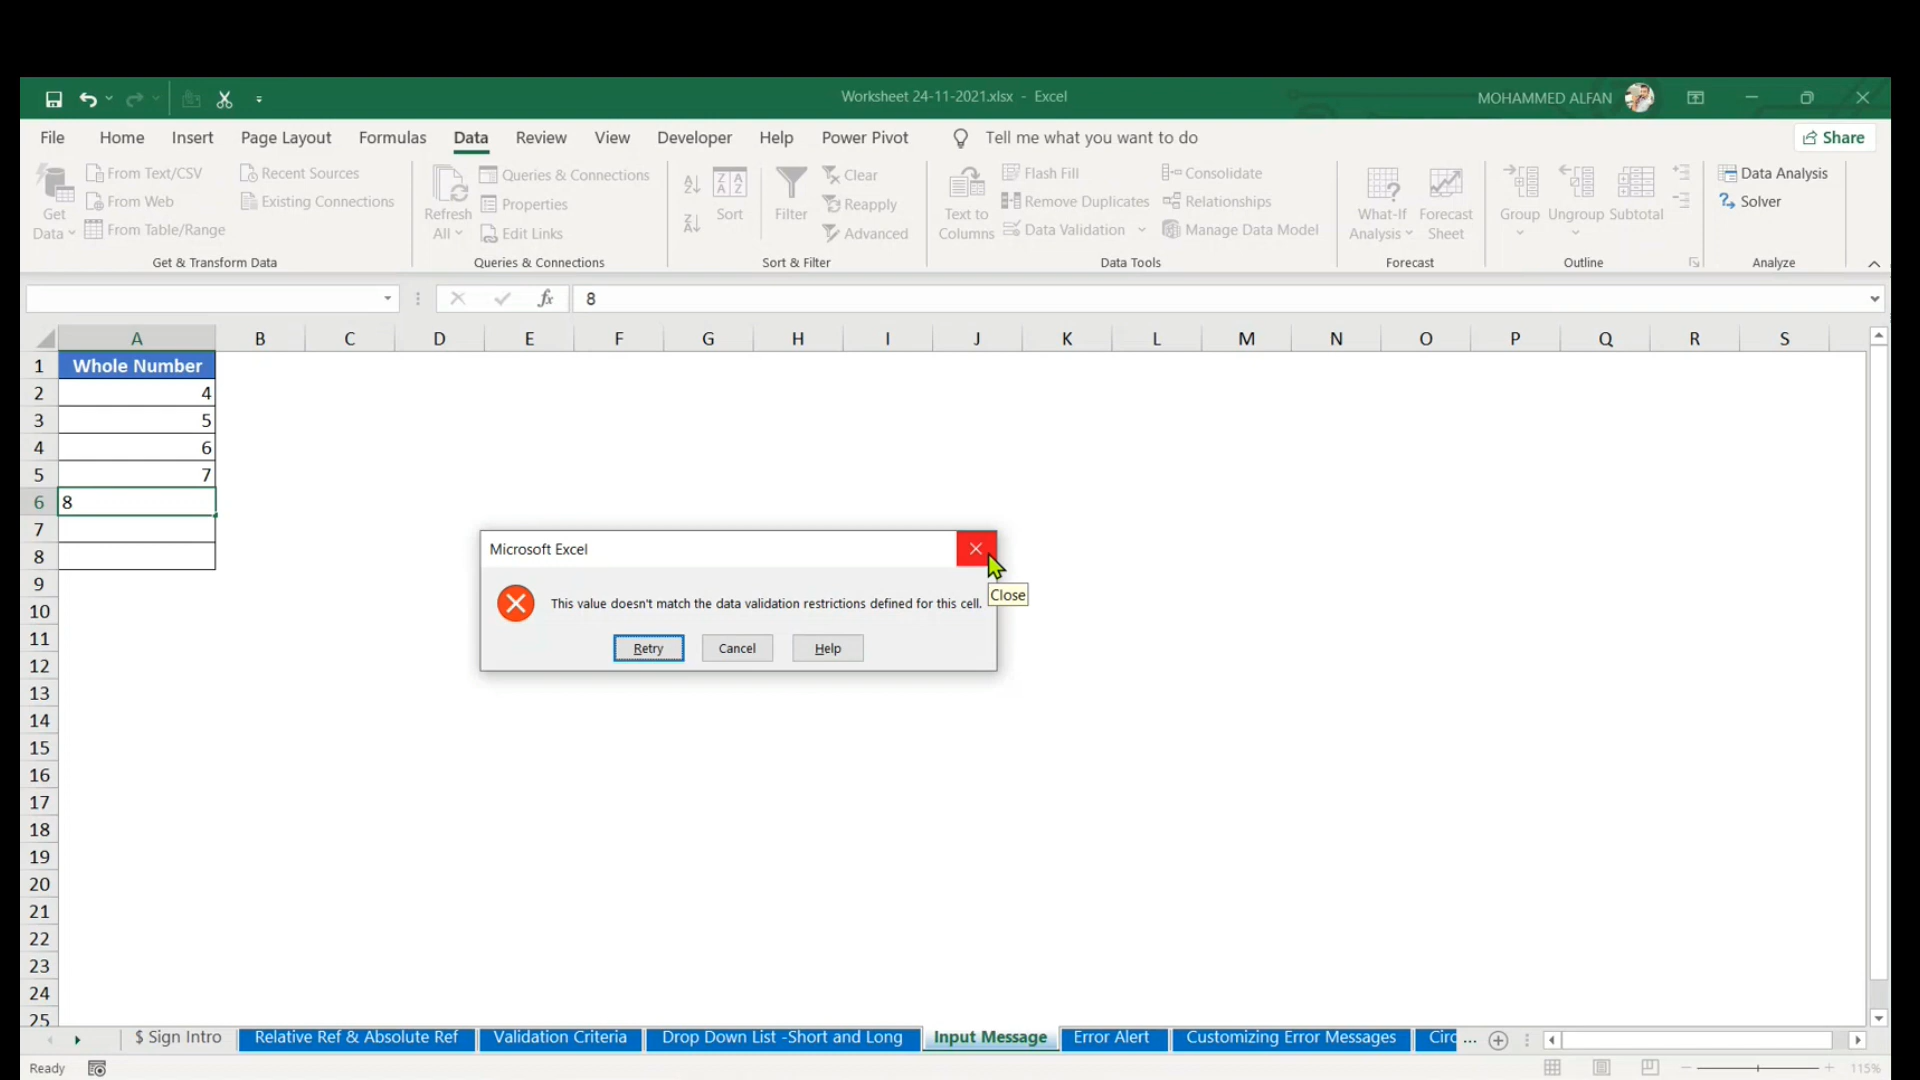 Worksheet 24-11-2021.xlsx - Excel
MOHAMMED ALFAN
File Home Insert Page Layout Formulas Data Review View Developer Help Power Pivot Tell me what you want to do Share
Get Data
From Text/CSV
From Web
From Table/Range
Recent Sources
Existing Connections
Get & Transform Data
Refresh All
Queries & Connections
Properties
Edit Links
Queries & Connections
Sort
Filter
Clear
Reapply
Advanced
Sort & Filter
Text to Columns
Flash Fill
Remove Duplicates
Data Validation
Consolidate
Relationships
Manage Data Model
Data Tools
What-If Analysis
Forecast Sheet
Forecast
Group
Ungroup
Subtotal
Outline
Data Analysis
Solver
Analyze
fx 8
A B C D E F G H I J K L M N O P Q R S
1 Whole Number
2 4
3 5
4 6
5 7
6 8
7
8
9
10
11
12
13
14
15
16
17
18
19
20
21
22
23
24
25
Microsoft Excel
Close
This value doesn't match the data validation restrictions defined for this cell.
Retry Cancel Help
$ Sign Intro Relative Ref & Absolute Ref Validation Criteria Drop Down List -Short and Long Input Message Error Alert Customizing Error Messages Circ ...
Ready
115%